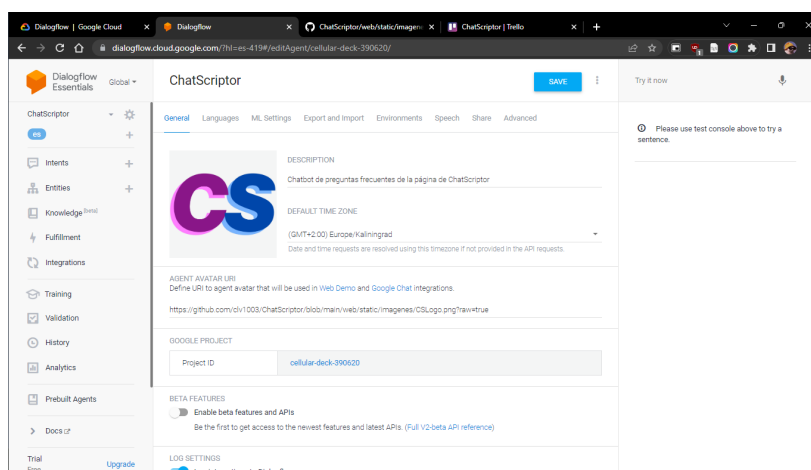 Dialogflow | Google Cloud
Dialogflow
ChatScriptor/web/static/imagen
ChatScriptor | Trello
dialogflow.cloud.google.com/?hl=es-419#/editAgent/cellular-deck-390620/
Dialogflow
Essentials
Global
ChatScriptor
SAVE
Try it now
ChatScriptor
es
General
Languages
ML Settings
Export and Import
Environments
Speech
Share
Advanced
Please use test console above to try a
sentence.
Intents
Entities
Knowledge [beta]
Fulfillment
Integrations
Training
Validation
History
Analytics
Prebuilt Agents
Docs
Trial
Free
Upgrade
CS
DESCRIPTION
Chatbot de preguntas frecuentes de la página de ChatScriptor
DEFAULT TIME ZONE
(GMT+2:00) Europe/Kaliningrad
Date and time requests are resolved using this timezone if not provided in the API requests.
AGENT AVATAR URI
Define URI to agent avatar that will be used in Web Demo and Google Chat integrations.
https://github.com/clv1003/ChatScriptor/blob/main/web/static/imagenes/CSLogo.png?raw=true
GOOGLE PROJECT
Project ID
cellular-deck-390620
BETA FEATURES
Enable beta features and APIs
Be the first to get access to the newest features and latest APIs. (Full V2-beta API reference)
LOG SETTINGS